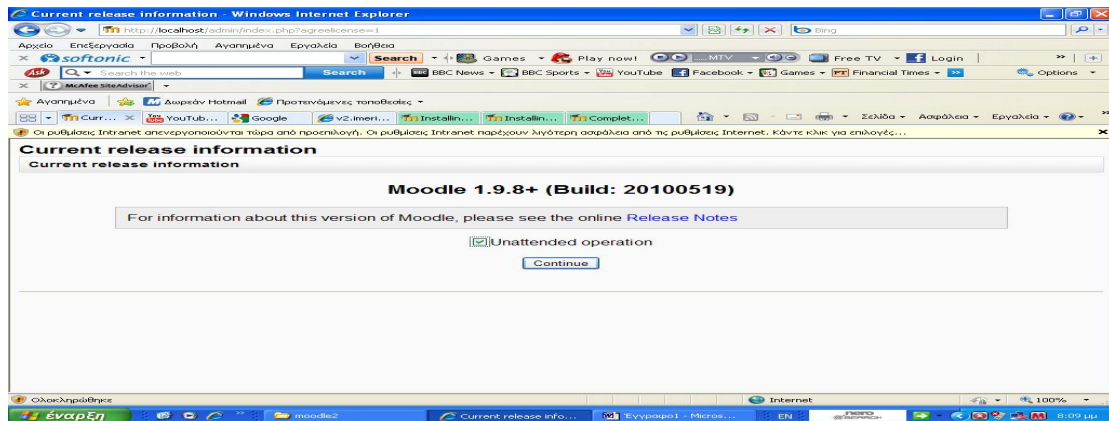 Current release information - Windows Internet Explorer
http://localhost/admin/index.php?agreelicense=1 Bing
Αρχείο Επεξεργασία Προβολή Αγαπημένα Εργαλεία Βοήθεια
softonic Search Games Play now! MTV Free TV Login
Ask Search the web Search BBC News BBC Sports YouTube Facebook Games Financial Times Options
McAfee SiteAdvisor
Αγαπημένα Δωρεάν Hotmail Προτεινόμενες τοποθεσίες
Curr... YouTub... Google v2.imeri... Installin... Installin... Complet... Σελίδα Ασφάλεια Εργαλεία
Οι ρυθμίσεις Intranet απενεργοποιούνται τώρα από προεπιλογή. Οι ρυθμίσεις Intranet παρέχουν λιγότερη ασφάλεια από τις ρυθμίσεις Internet. Κάντε κλικ για επιλογές...
Current release information
Current release information
Moodle 1.9.8+ (Build: 20100519)
For information about this version of Moodle, please see the online Release Notes
Unattended operation
Continue
Ολοκληρώθηκε Internet 100%
έναρξη moodle2 Current release info... Έγγραφο1 - Micros... EN nero 8:09 μμ